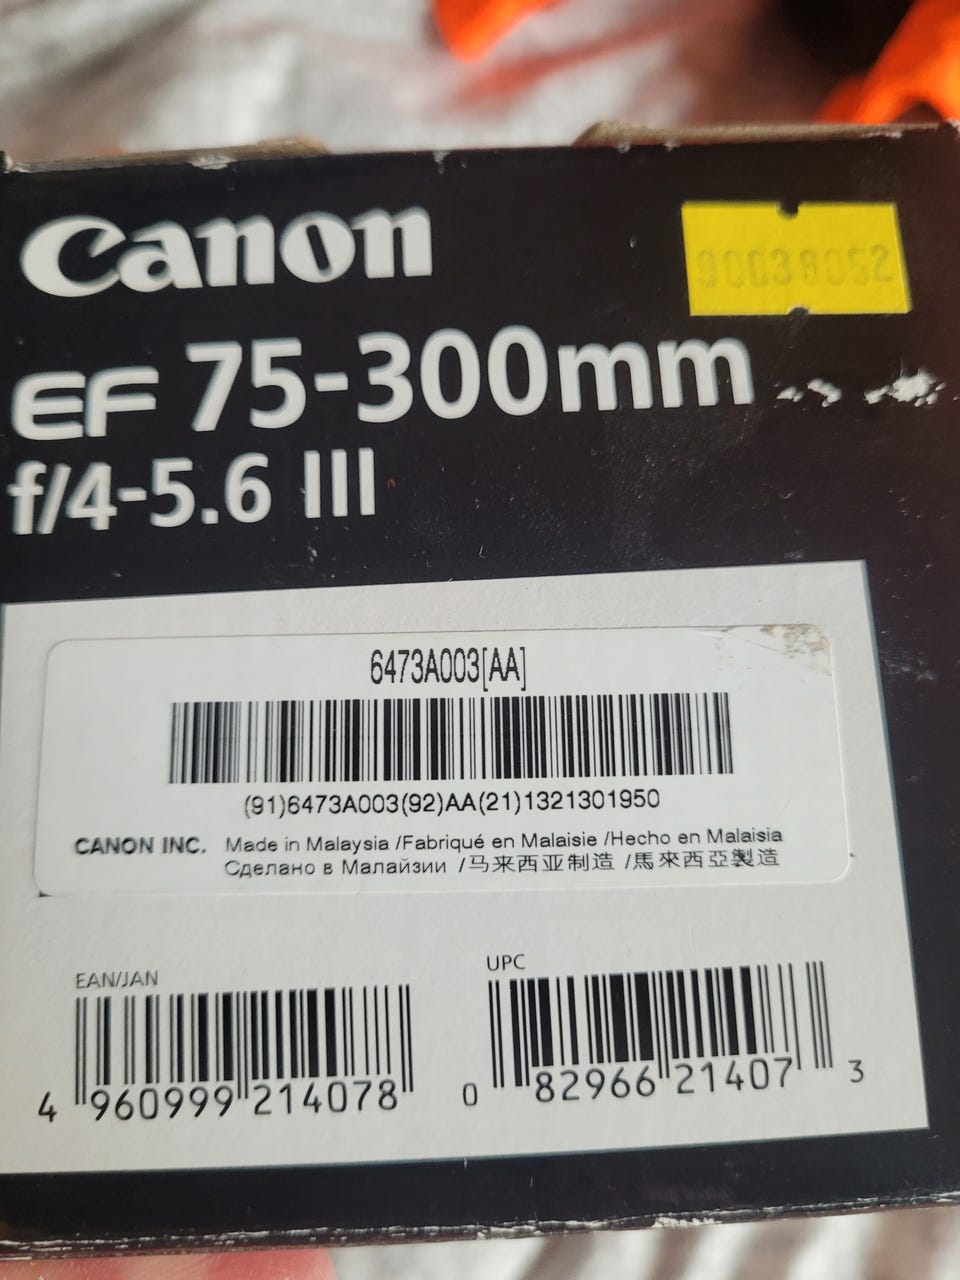 Canon
00038052
EF 75-300mm
f/4-5.6 III
6473A003[AA]
(91)6473A003(92)AA(21)1321301950
CANON INC. Made in Malaysia /Fabriqué en Malaisie /Hecho en Malaisia
Сделано в Малайзии /马来西亚制造 /馬來西亞製造
EAN/JAN
4 960999 214078
UPC
0 82966 21407 3